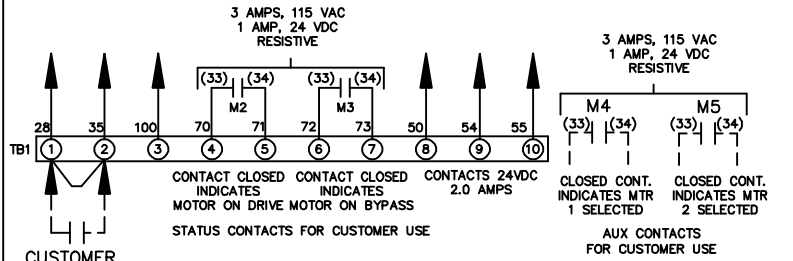 3 AMPS, 115 VAC
1 AMP, 24 VDC
RESISTIVE
3 AMPS, 115 VAC
1 AMP, 24 VDC
RESISTIVE
(33) (34) (33) (34)
M2 M3
M4 M5
(33) (34) (33) (34)
28 35 100 70 71 72 73 50 54 55
TB1 1 2 3 4 5 6 7 8 9 10
CONTACT CLOSED
INDICATES
MOTOR ON DRIVE
CONTACT CLOSED
INDICATES
MOTOR ON BYPASS
CONTACTS 24VDC
2.0 AMPS
STATUS CONTACTS FOR CUSTOMER USE
CLOSED CONT.
INDICATES MTR
1 SELECTED
CLOSED CONT.
INDICATES MTR
2 SELECTED
AUX CONTACTS
FOR CUSTOMER USE
CUSTOMER